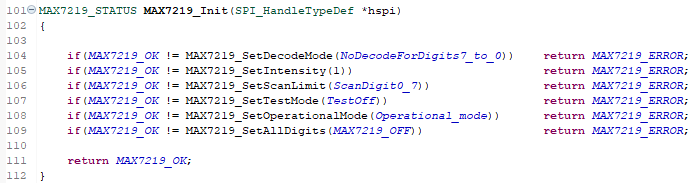 101 MAX7219_STATUS MAX7219_Init(SPI_HandleTypeDef *hspi)
102 {
103
104 if(MAX7219_OK != MAX7219_SetDecodeMode(NoDecodeForDigits7_to_0)) return MAX7219_ERROR;
105 if(MAX7219_OK != MAX7219_SetIntensity(1)) return MAX7219_ERROR;
106 if(MAX7219_OK != MAX7219_SetScanLimit(ScanDigit0_7)) return MAX7219_ERROR;
107 if(MAX7219_OK != MAX7219_SetTestMode(TestOff)) return MAX7219_ERROR;
108 if(MAX7219_OK != MAX7219_SetOperationalMode(Operational_mode)) return MAX7219_ERROR;
109 if(MAX7219_OK != MAX7219_SetAllDigits(MAX7219_OFF)) return MAX7219_ERROR;
110
111 return MAX7219_OK;
112 }